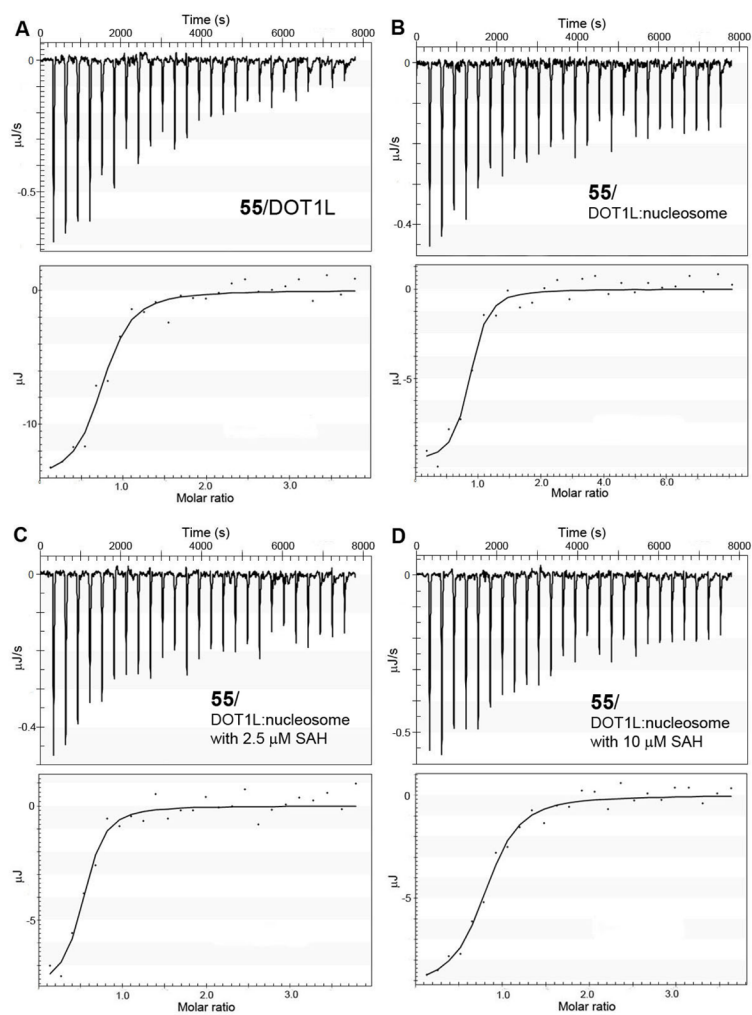 A
Time (s)
0 2000 4000 6000 8000
0
-0.5
µJ/s
55/DOT1L
0
-10
µJ
1.0 2.0 3.0
Molar ratio
B
Time (s)
0 2000 4000 6000 8000
0
-0.4
µJ/s
55/
DOT1L:nucleosome
0
-5
µJ
1.0 2.0 4.0 6.0
Molar ratio
C
Time (s)
0 2000 4000 6000 8000
0
-0.4
µJ/s
55/
DOT1L:nucleosome
with 2.5 µM SAH
0
-5
µJ
1.0 2.0 3.0
Molar ratio
D
Time (s)
0 2000 4000 6000 8000
0
-0.5
µJ/s
55/
DOT1L:nucleosome
with 10 µM SAH
0
-5
µJ
1.0 2.0 3.0
Molar ratio